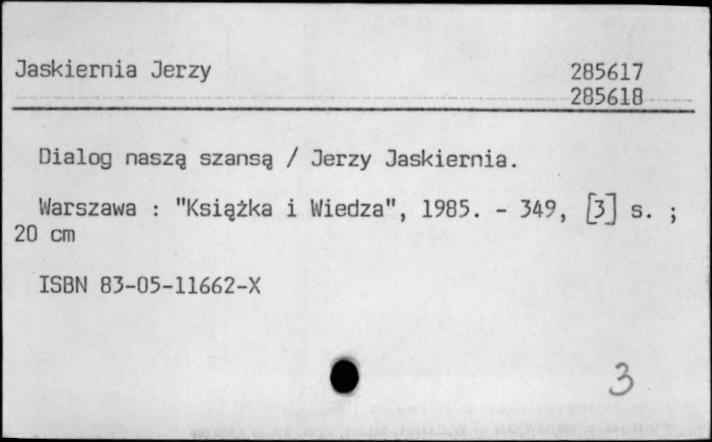 Jaskiernia Jerzy 285617
285618
Dialog naszą szansą / Jerzy Jaskiernia.
Warszawa : "Książka i Wiedza", 1985. - 349, [3] s. ;
20 cm
ISBN 83-05-11662-X
3